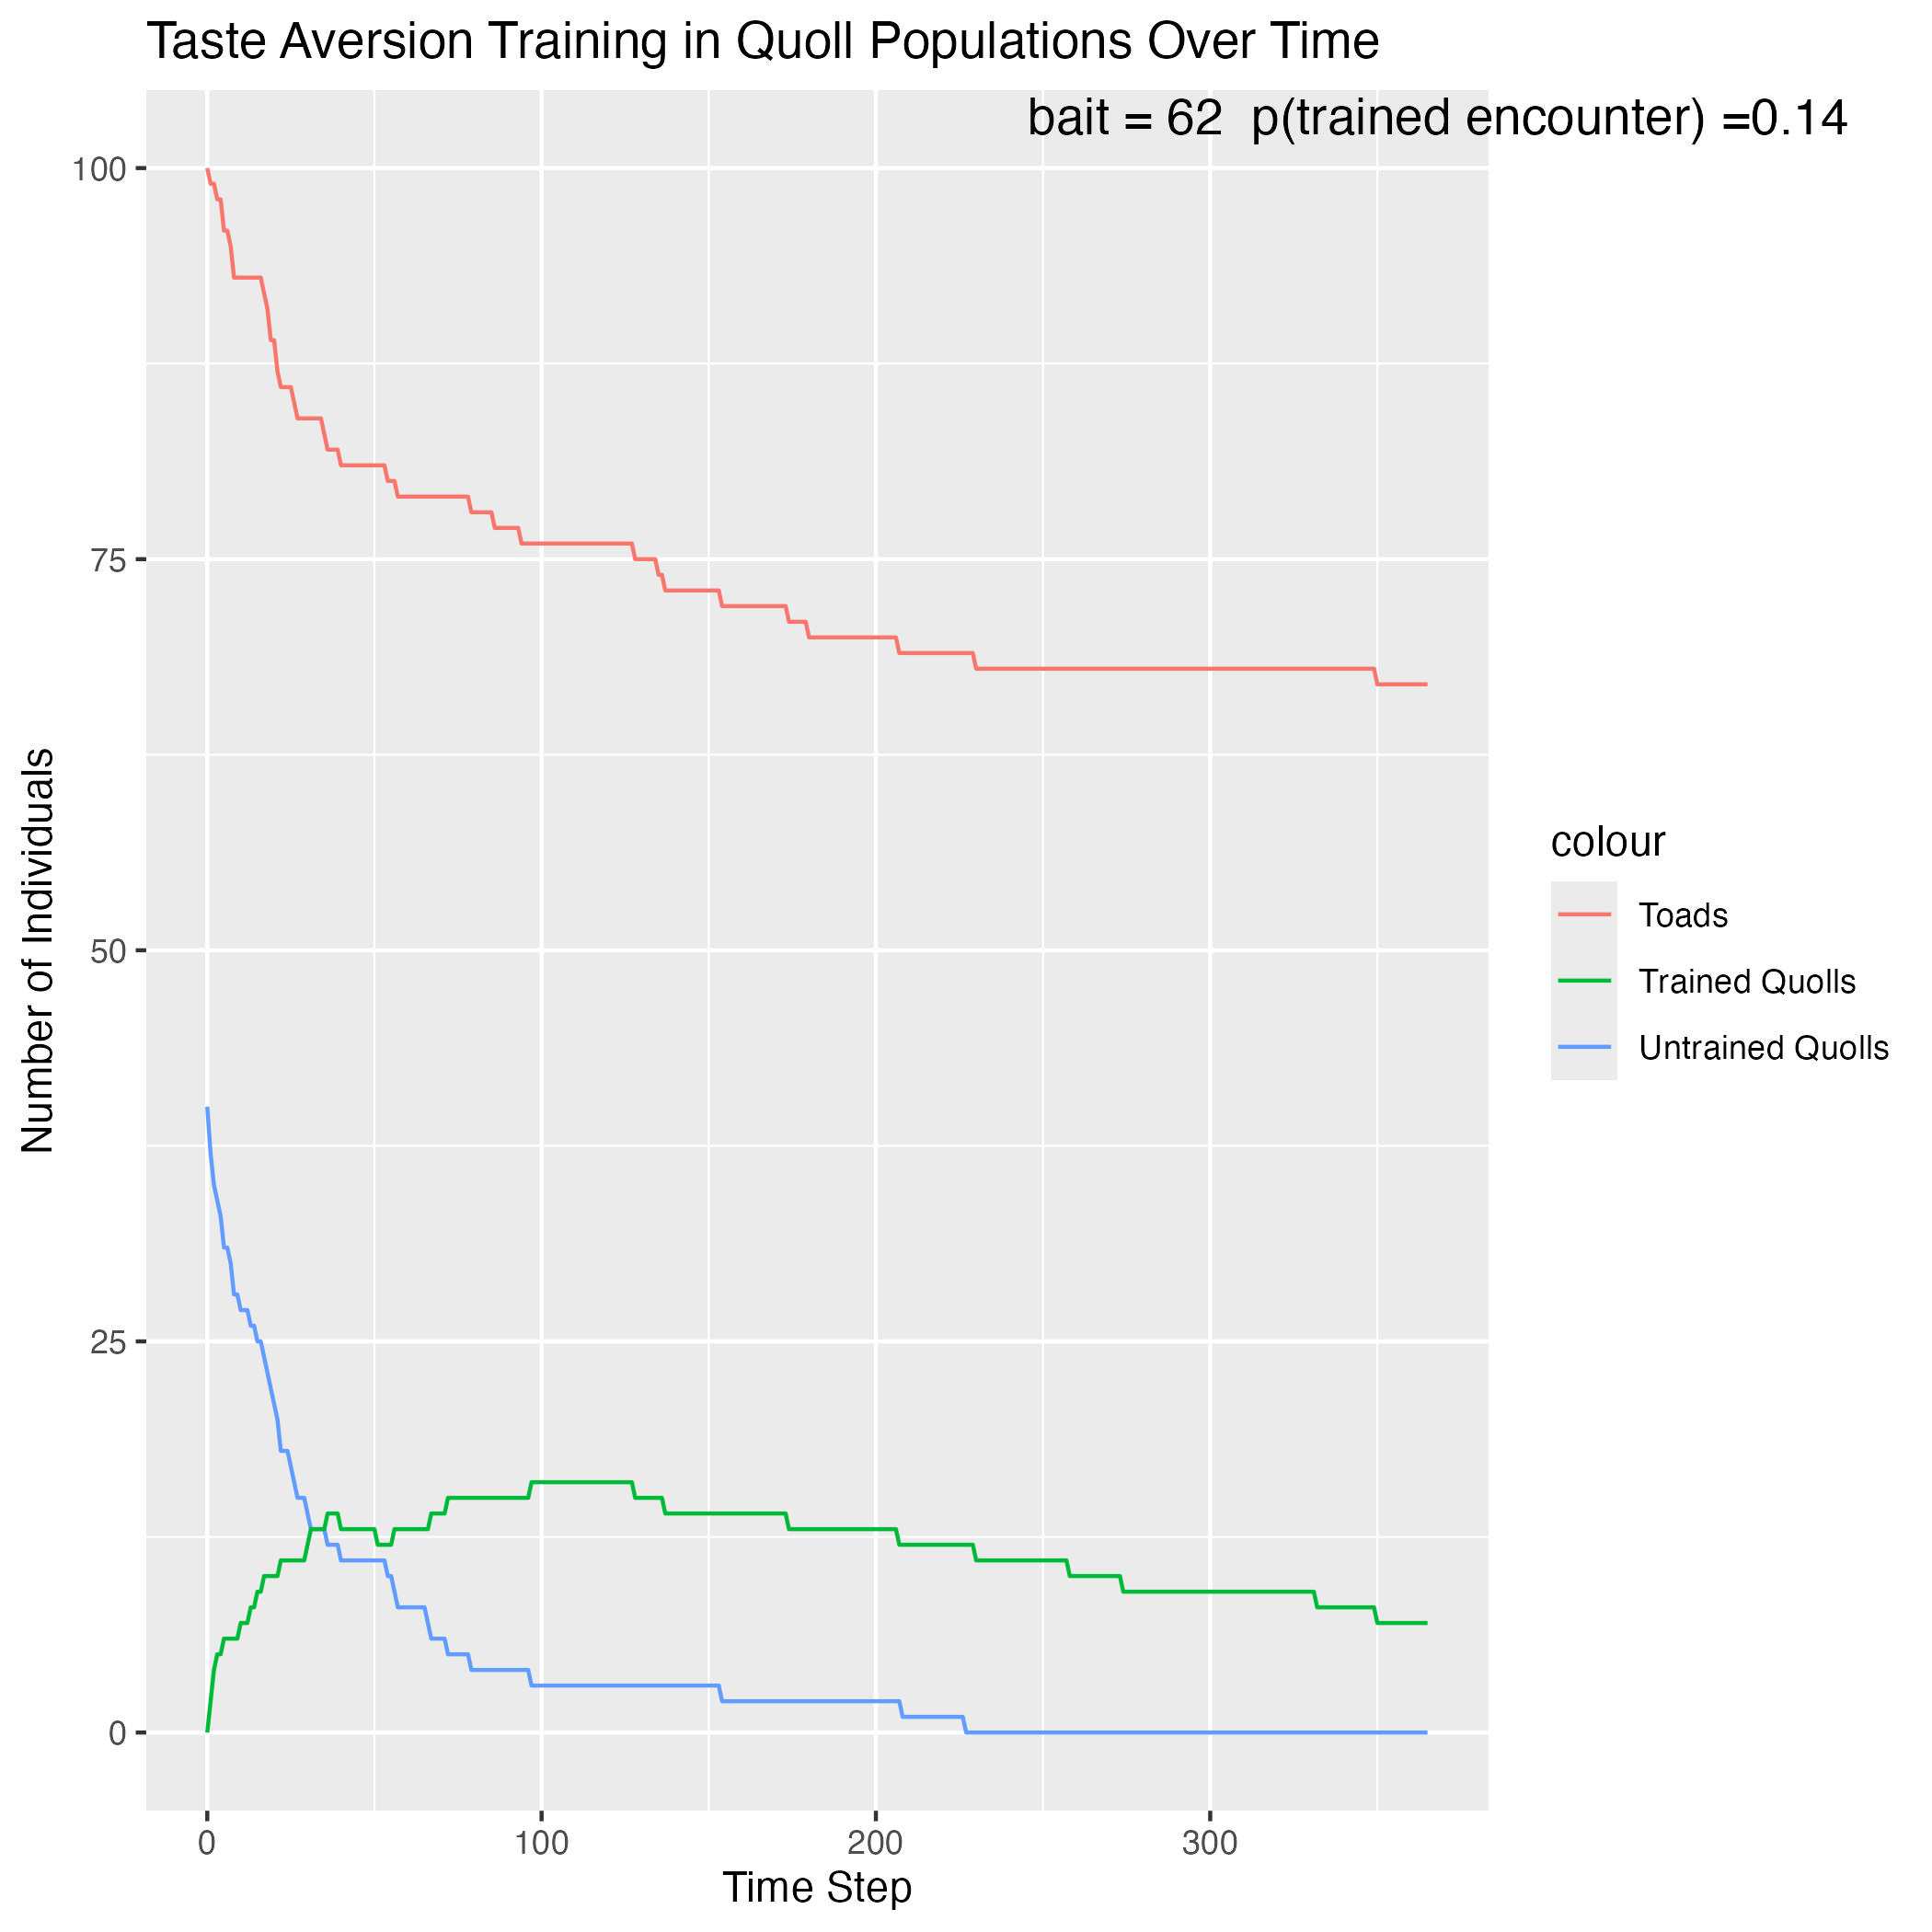 Taste Aversion Training in Quoll Populations Over Time
bait = 62  p(trained encounter) =0.14
100
75
50
25
0
Number of Individuals
0 100 200 300
Time Step
colour
Toads
Trained Quolls
Untrained Quolls